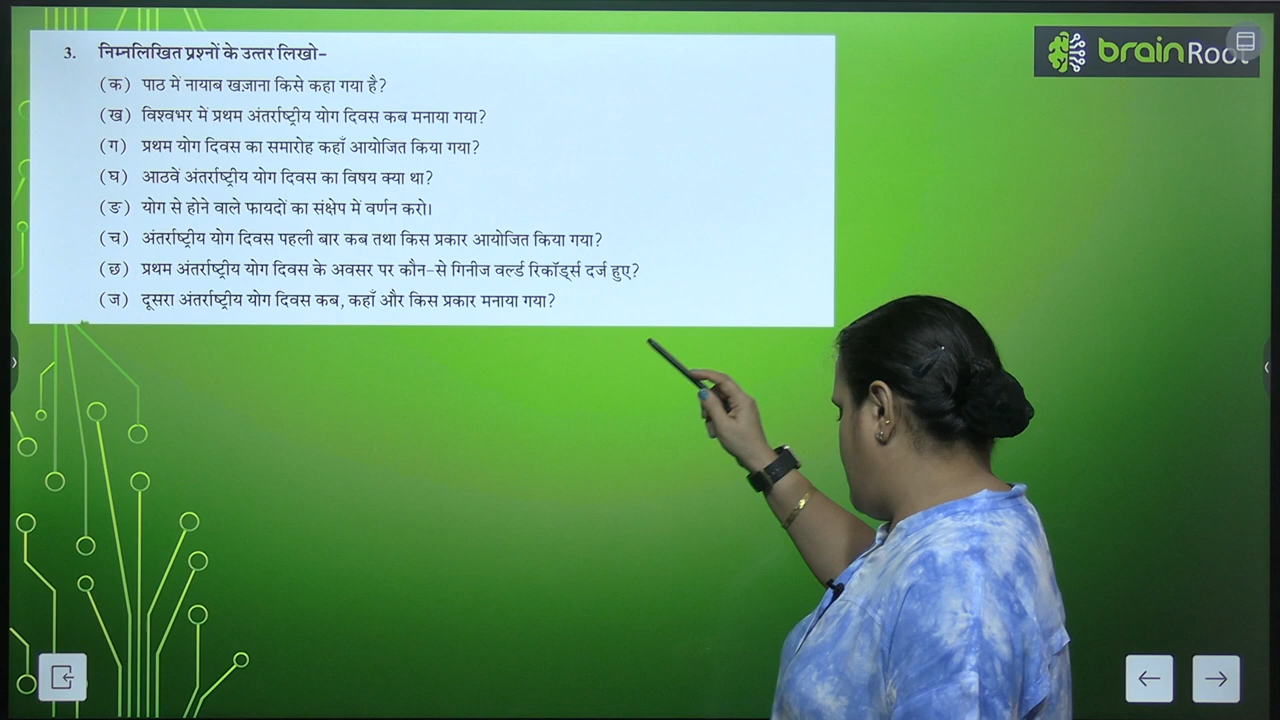 3. निम्नलिखित प्रश्नों के उत्तर लिखो-
(क) पाठ में नायाब खज़ाना किसे कहा गया है?
(ख) विश्वभर में प्रथम अंतर्राष्ट्रीय योग दिवस कब मनाया गया?
(ग) प्रथम योग दिवस का समारोह कहाँ आयोजित किया गया?
(घ) आठवें अंतर्राष्ट्रीय योग दिवस का विषय क्या था?
(ङ) योग से होने वाले फायदों का संक्षेप में वर्णन करो।
(च) अंतर्राष्ट्रीय योग दिवस पहली बार कब तथा किस प्रकार आयोजित किया गया?
(छ) प्रथम अंतर्राष्ट्रीय योग दिवस के अवसर पर कौन-से गिनीज वर्ल्ड रिकॉर्ड्स दर्ज हुए?
(ज) दूसरा अंतर्राष्ट्रीय योग दिवस कब, कहाँ और किस प्रकार मनाया गया?
brainRoot